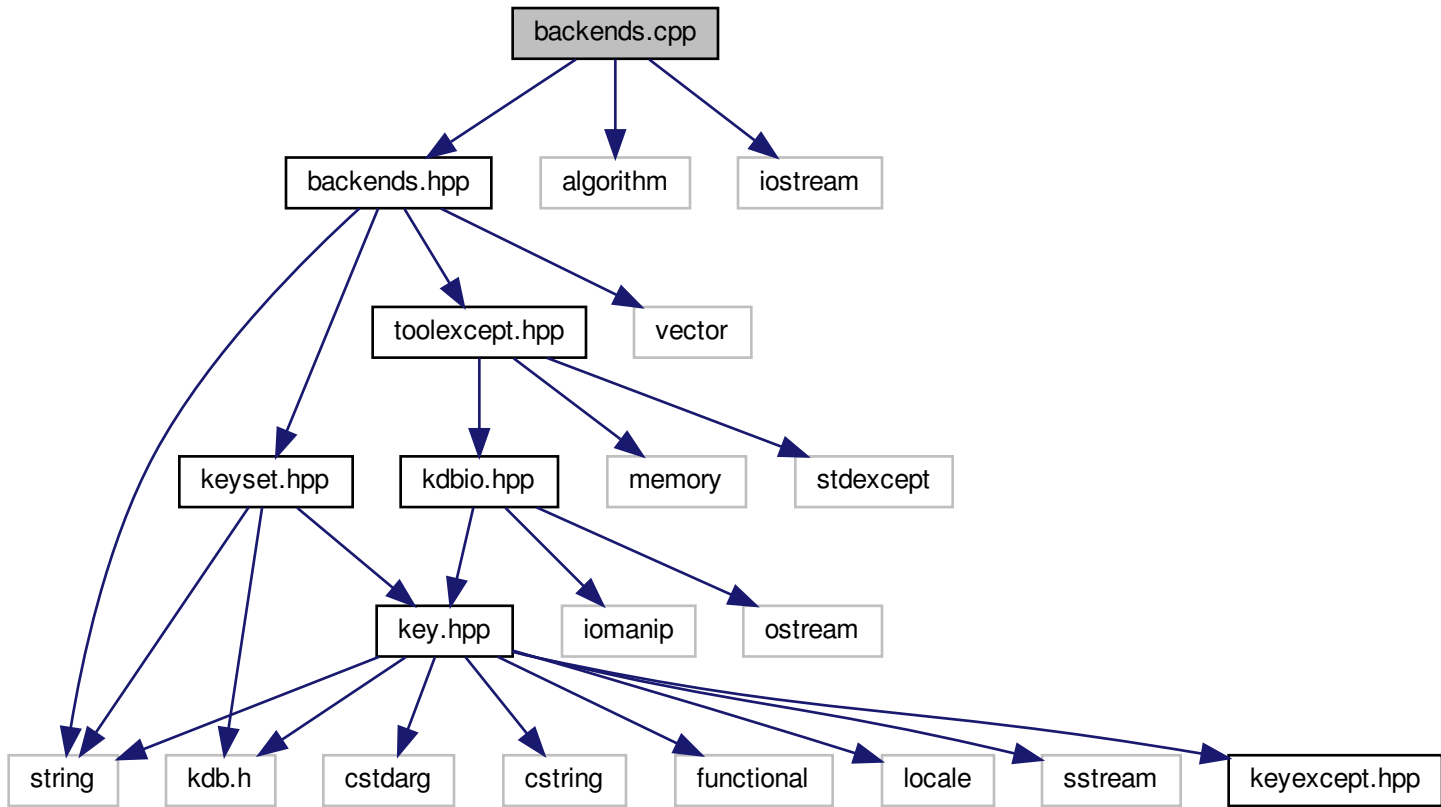 backends.cpp
backends.hpp
algorithm
iostream
toolexcept.hpp
vector
keyset.hpp
kdbio.hpp
memory
stdexcept
key.hpp
iomanip
ostream
string
kdb.h
cstdarg
cstring
functional
locale
sstream
keyexcept.hpp